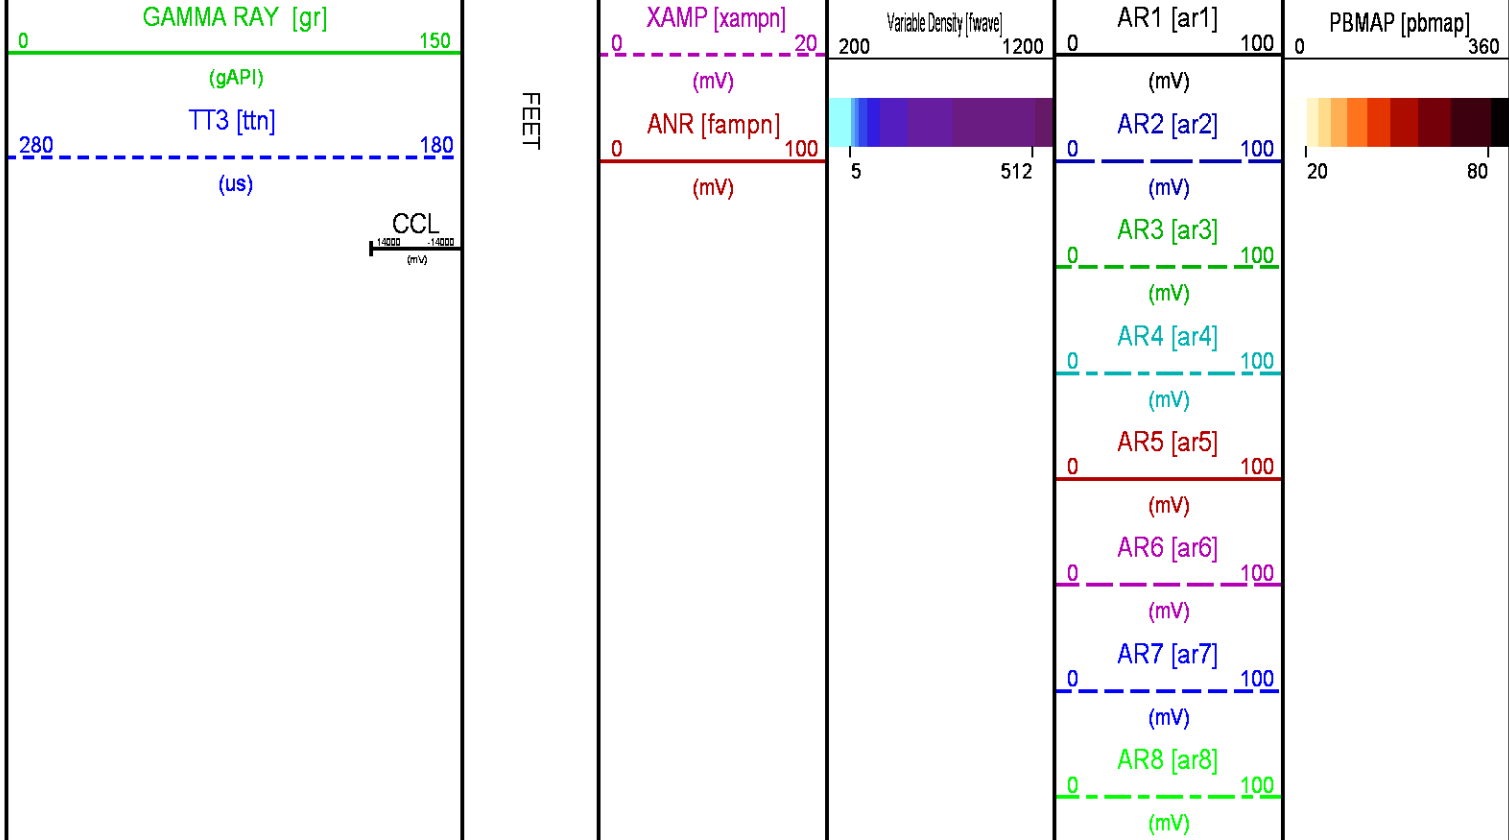 GAMMA RAY [gr]
0 150
(gAPI)
TT3 [ttn]
280 180
(us)
CCL
14000 -14000
(mV)
FEET
XAMP [xampn]
0 20
(mV)
ANR [fampn]
0 100
(mV)
Variable Density [fwave]
200 1200
5 512
AR1 [ar1]
0 100
(mV)
AR2 [ar2]
0 100
(mV)
AR3 [ar3]
0 100
(mV)
AR4 [ar4]
0 100
(mV)
AR5 [ar5]
0 100
(mV)
AR6 [ar6]
0 100
(mV)
AR7 [ar7]
0 100
(mV)
AR8 [ar8]
0 100
(mV)
PBMAP [pbmap]
0 360
20 80